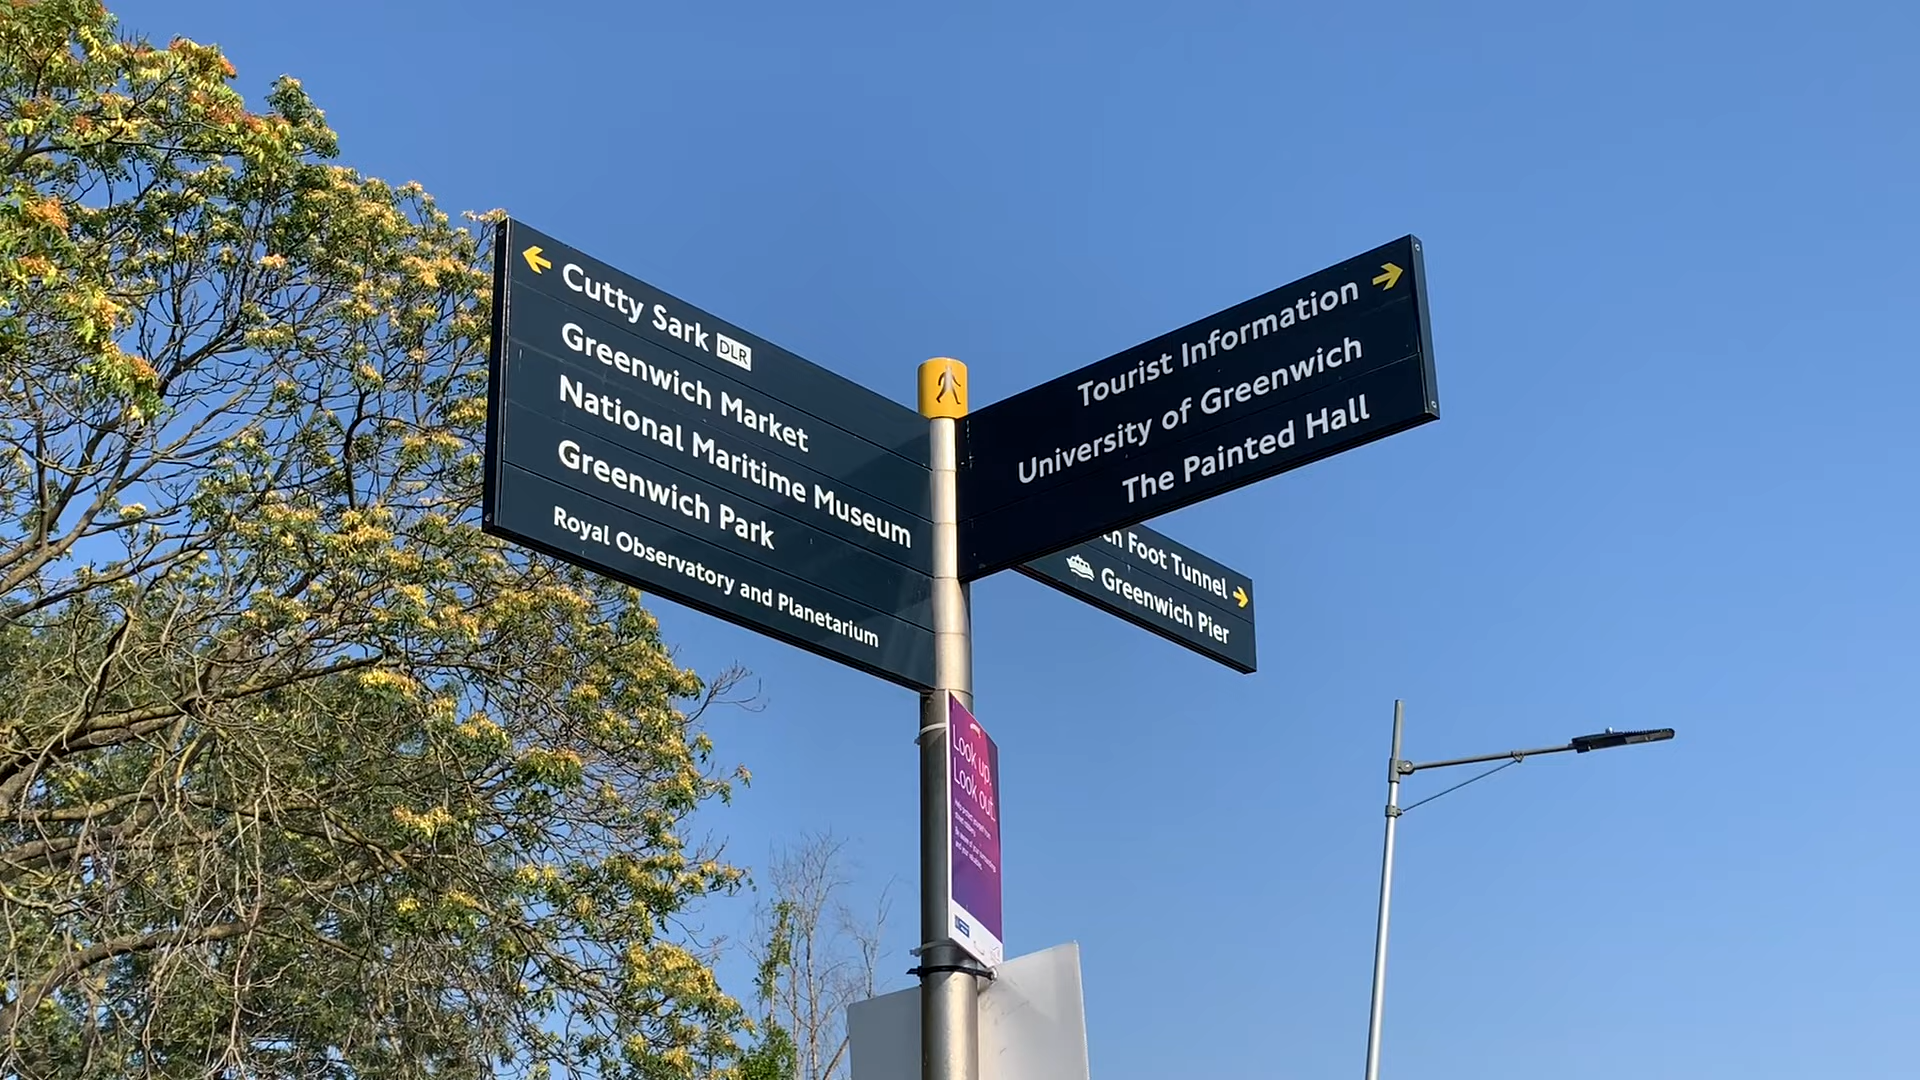 Cutty Sark DLR
Greenwich Market
National Maritime Museum
Greenwich Park
Royal Observatory and Planetarium
Tourist Information
University of Greenwich
The Painted Hall
Foot Tunnel
Greenwich Pier
Look up.
Look out.